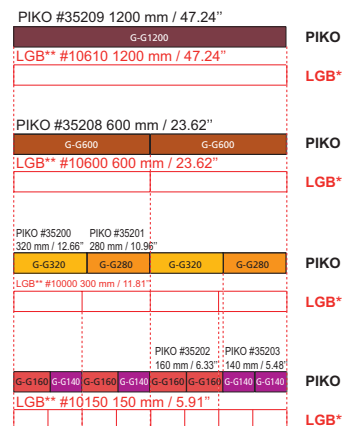 PIKO #35209 1200 mm / 47.24”
G-G1200 PIKO
LGB** #10610 1200 mm / 47.24”
LGB*
PIKO #35208 600 mm / 23.62”
G-G600 G-G600 PIKO
LGB** #10600 600 mm / 23.62”
LGB*
PIKO #35200 PIKO #35201
320 mm / 12.66” 280 mm / 10.96”
G-G320 G-G280 G-G320 G-G280 PIKO
LGB** #10000 300 mm / 11.81”
LGB*
PIKO #35202 PIKO #35203
160 mm / 6.33” 140 mm / 5.48”
G-G160 G-G140 G-G160 G-G140 G-G160 G-G160 G-G140 G-G140 PIKO
LGB** #10150 150 mm / 5.91”
LGB*